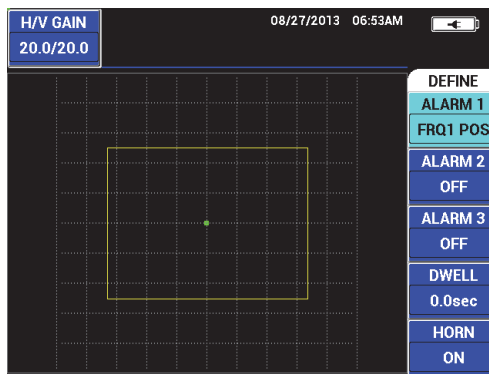 H/V GAIN
20.0/20.0
08/27/2013 06:53AM
DEFINE
ALARM 1
FRQ1 POS
ALARM 2
OFF
ALARM 3
OFF
DWELL
0.0sec
HORN
ON